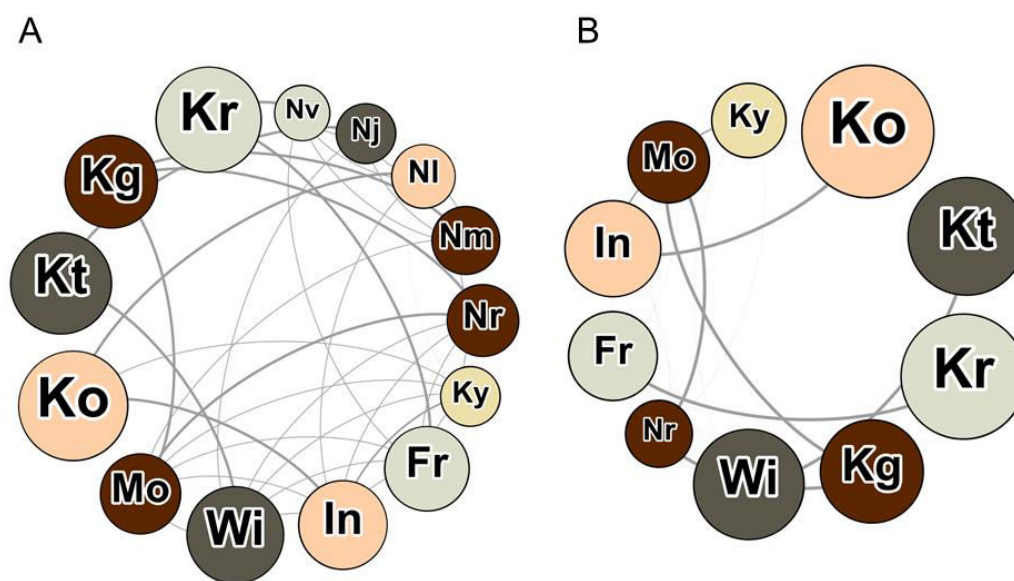 A
B
Kr
Nv
Nj
Nl
Nm
Nr
Ky
Fr
In
Wi
Mo
Ko
Kt
Kg
Ky
Ko
Kt
Kr
Kg
Wi
Nr
Fr
In
Mo